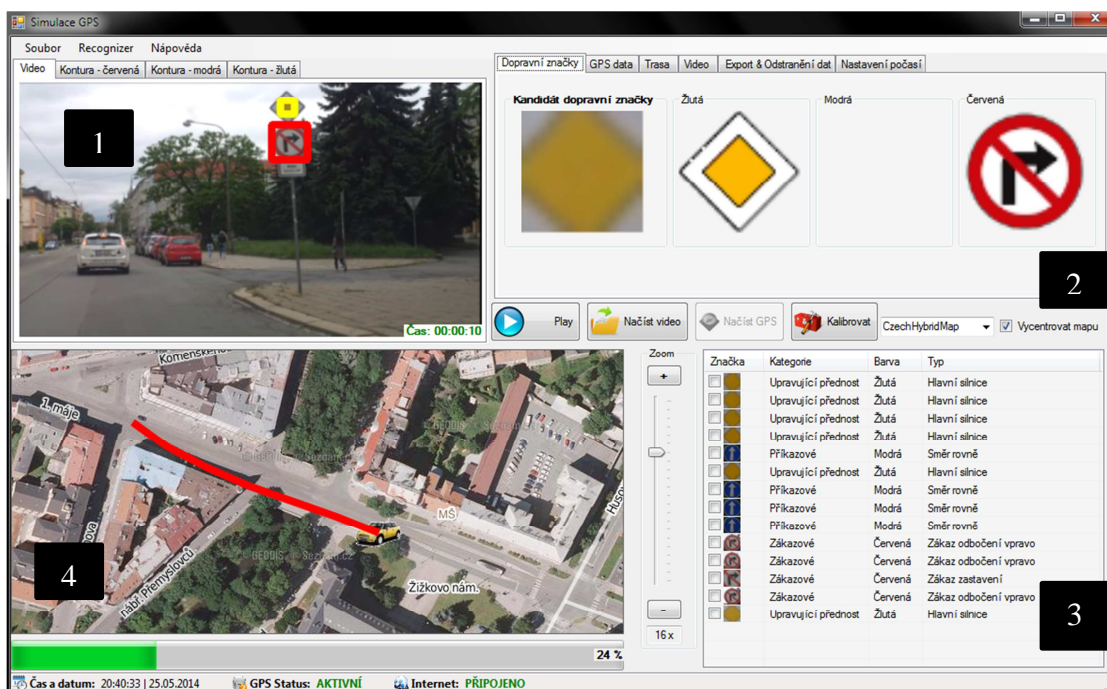 Simulace GPS
Soubor Recognizer Nápověda
Video Kontura - červená Kontura - modrá Kontura - žlutá
1
Čas: 00:00:10
Dopravní značky GPS data Trasa Video Export & Odstranění dat Nastavení počasí
Kandidát dopravní značky Žlutá Modrá Červená
2
Play Načíst video Načíst GPS Kalibrovat CzechHybridMap Vycentrovat mapu
Komenského
1. máje
MŠ
Husov
nábř. Přemyslovců
Žižkovo nám.
4
24 %
Zoom
+
-
16x
Značka Kategorie Barva Typ
Upravující přednost Žlutá Hlavní silnice
Upravující přednost Žlutá Hlavní silnice
Upravující přednost Žlutá Hlavní silnice
Upravující přednost Žlutá Hlavní silnice
Příkazové Modrá Směr rovně
Upravující přednost Žlutá Hlavní silnice
Příkazové Modrá Směr rovně
Příkazové Modrá Směr rovně
Příkazové Modrá Směr rovně
Zákazové Červená Zákaz odbočení vpravo
Zákazové Červená Zákaz odbočení vpravo
Zákazové Červená Zákaz zastavení
Zákazové Červená Zákaz odbočení vpravo
Upravující přednost Žlutá Hlavní silnice
3
Čas a datum: 20:40:33 | 25.05.2014 GPS Status: AKTIVNÍ Internet: PŘIPOJENO